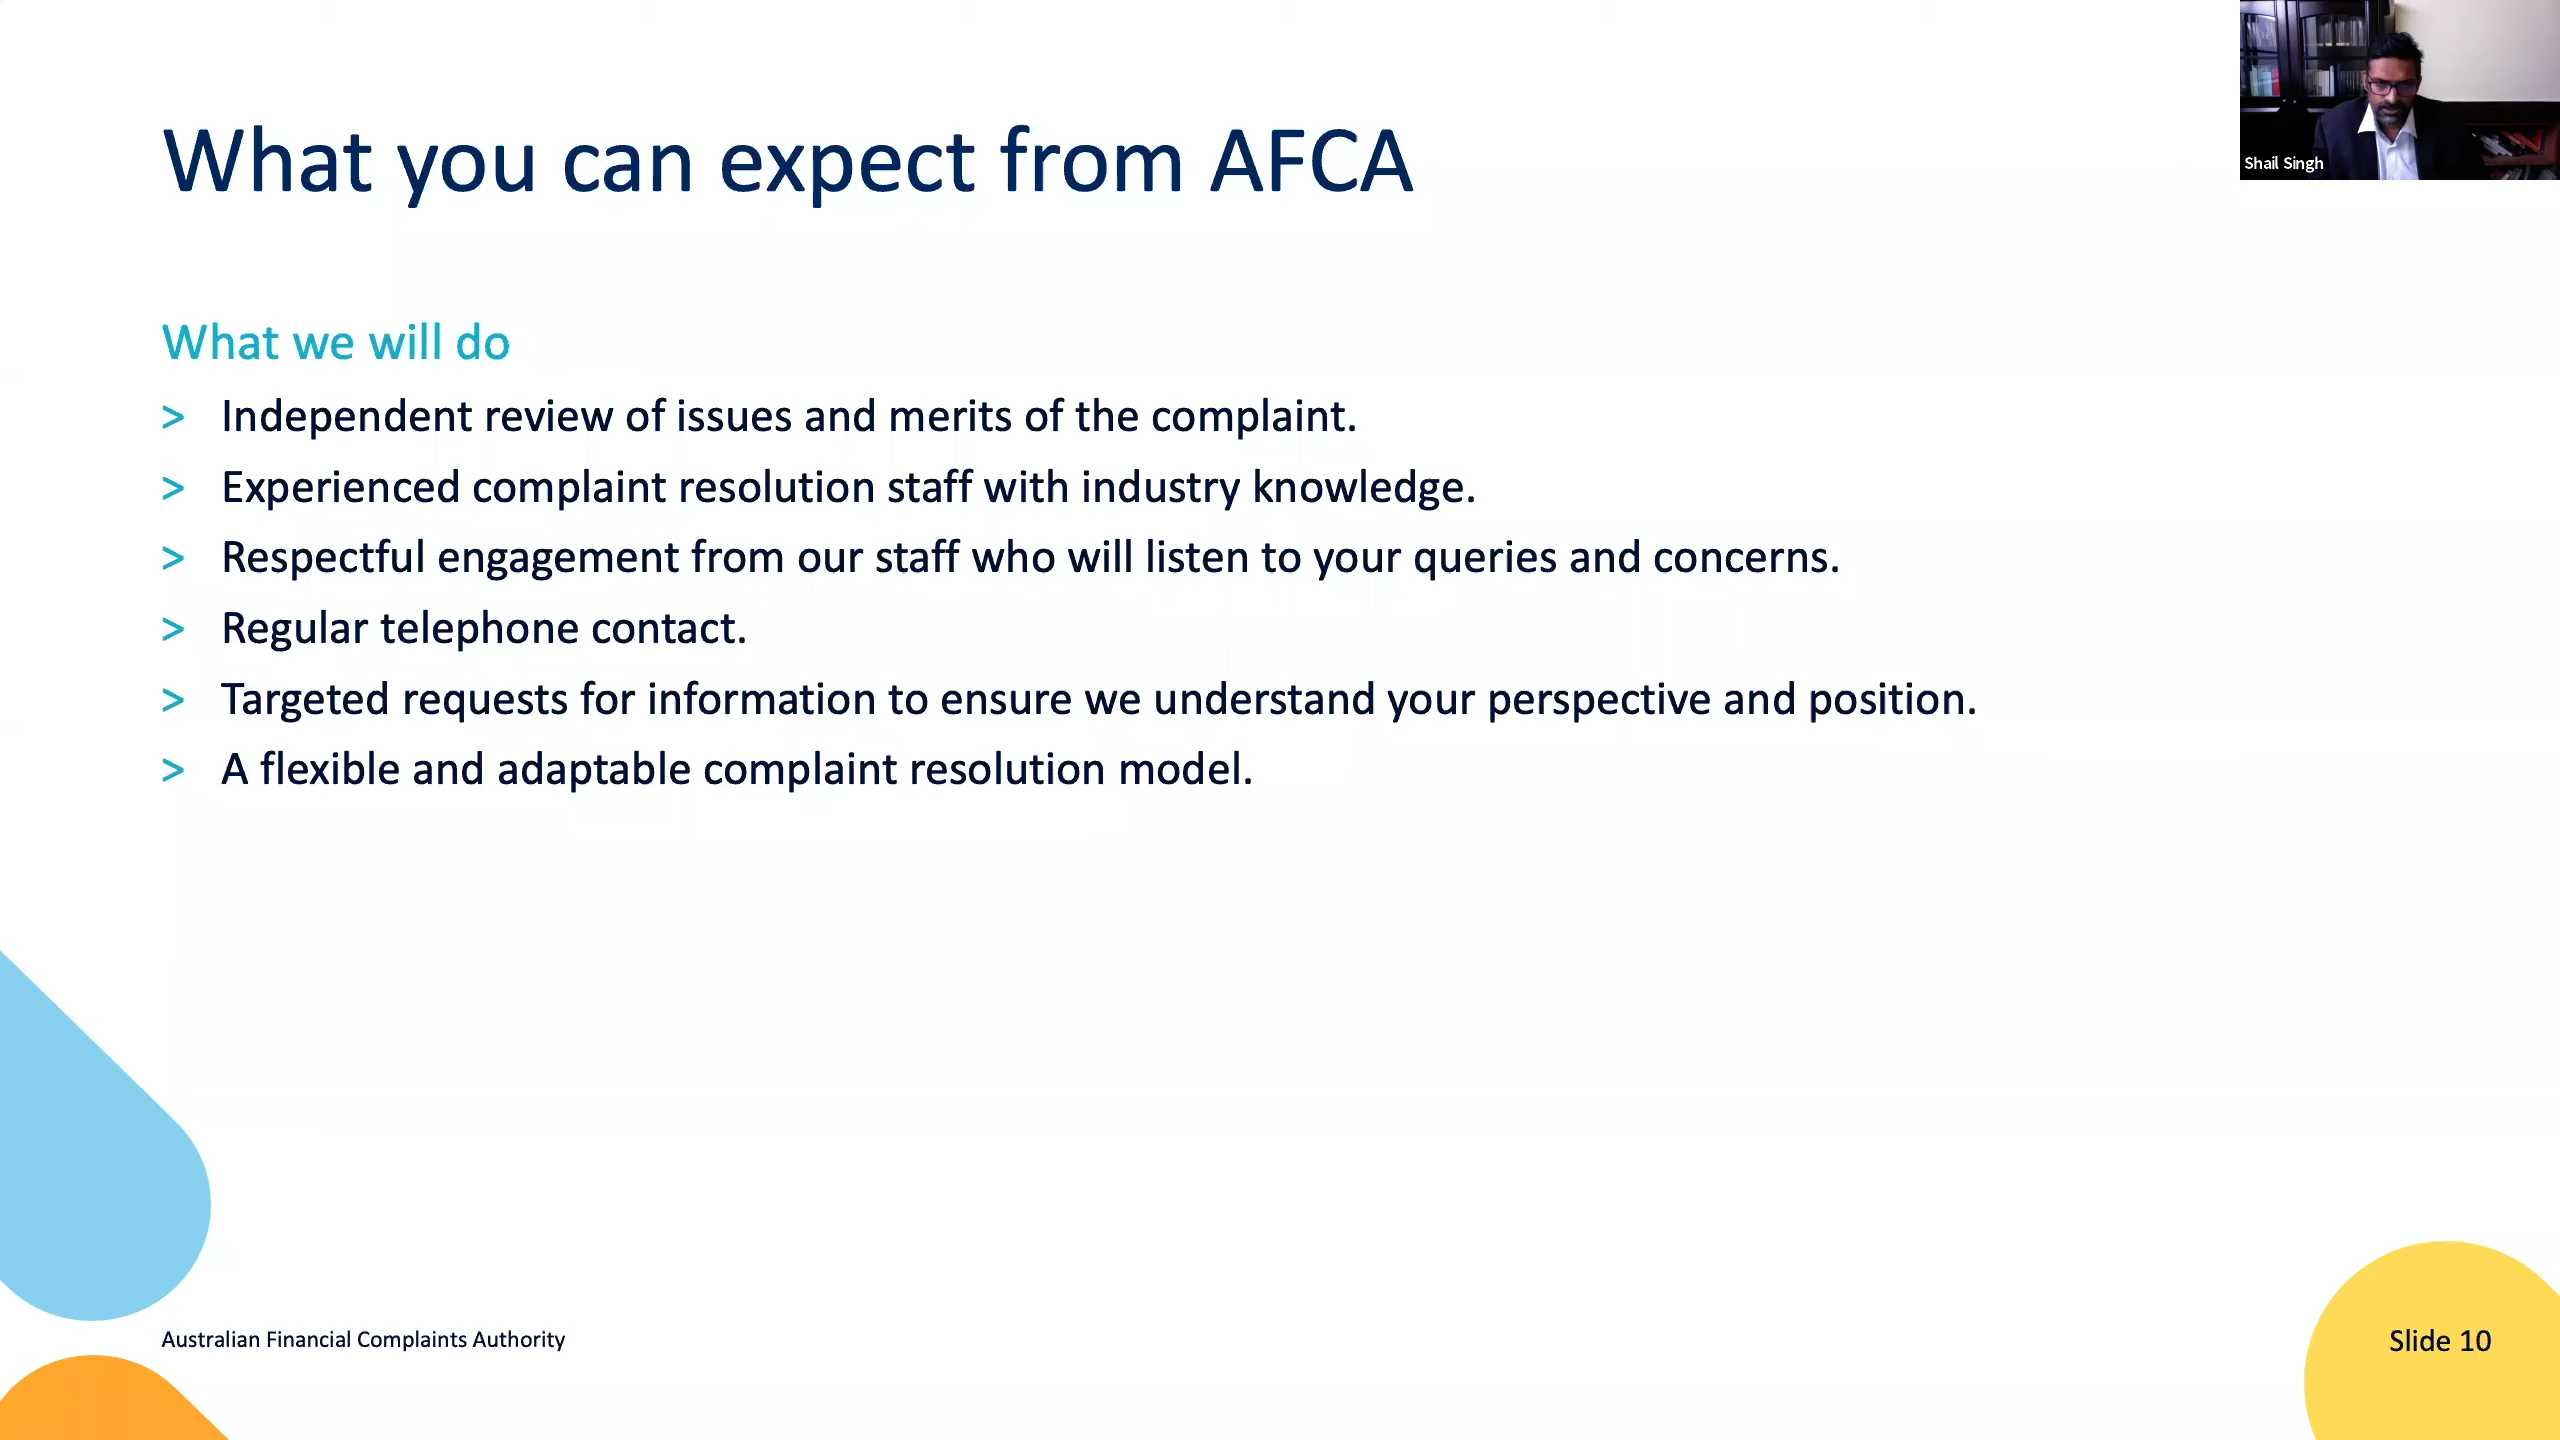 What you can expect from AFCA
Shail Singh
What we will do
> Independent review of issues and merits of the complaint.
> Experienced complaint resolution staff with industry knowledge.
> Respectful engagement from our staff who will listen to your queries and concerns.
> Regular telephone contact.
> Targeted requests for information to ensure we understand your perspective and position.
> A flexible and adaptable complaint resolution model.
Australian Financial Complaints Authority
Slide 10